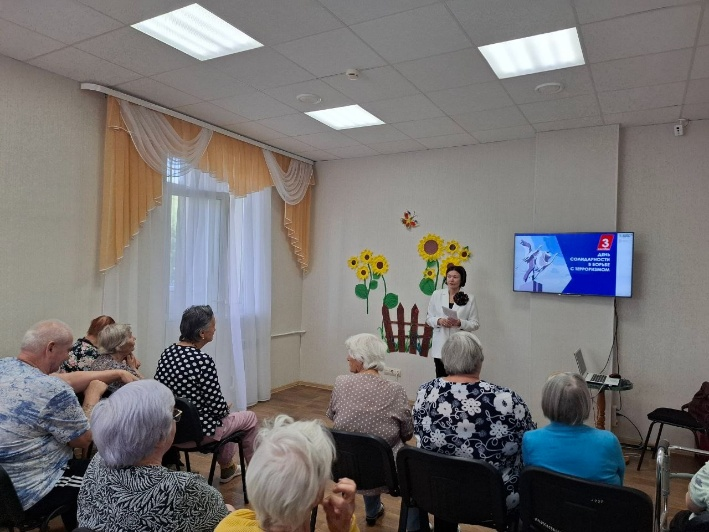 3
ДЕНЬ
СОЛИДАРНОСТИ
В БОРЬБЕ
С ТЕРРОРИЗМОМ